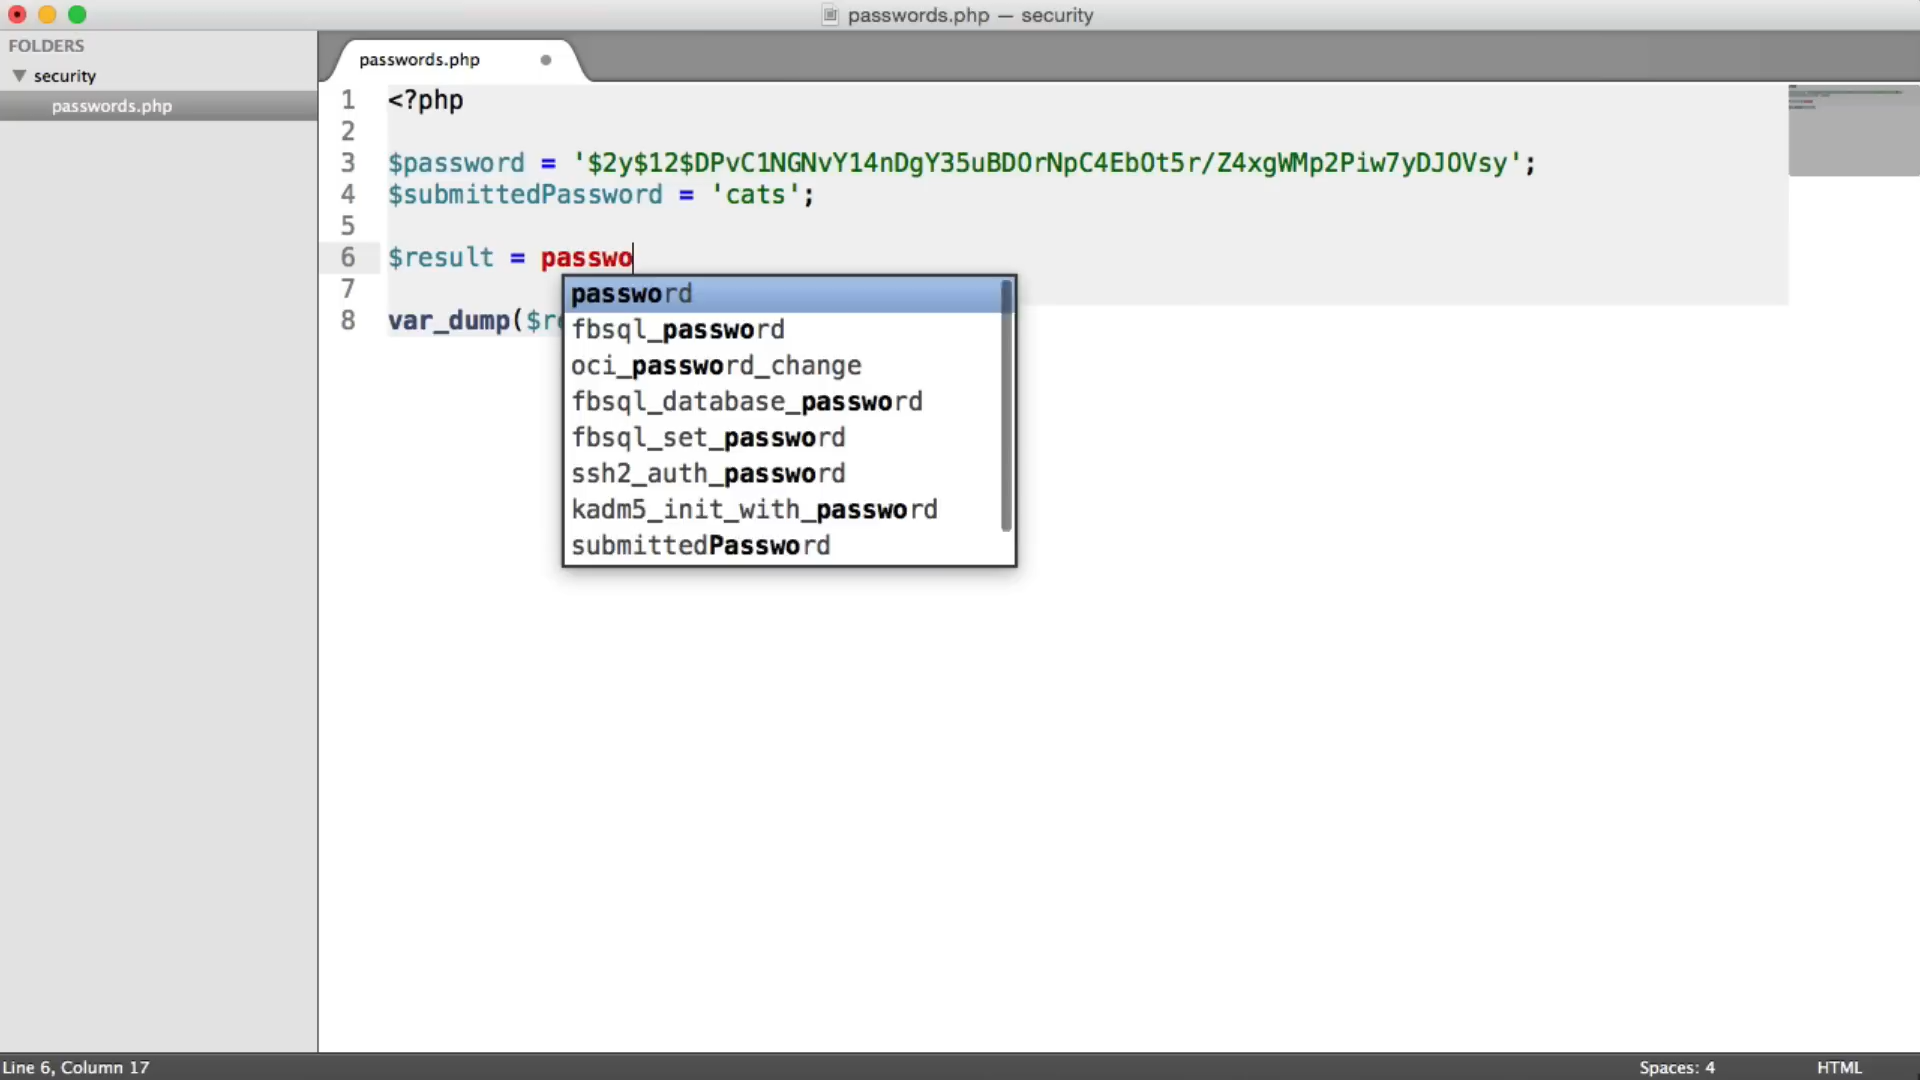 passwords.php — security
FOLDERS
security
passwords.php
passwords.php
1 <?php
2
3 $password = '$2y$12$DPvC1NGNvY14nDgY35uBDOrNpC4EbOt5r/Z4xgWMp2Piw7yDJOVsy';
4 $submittedPassword = 'cats';
5
6 $result = passwo
7
8 var_dump($re
password
fbsql_password
oci_password_change
fbsql_database_password
fbsql_set_password
ssh2_auth_password
kadm5_init_with_password
submittedPassword
Line 6, Column 17
Spaces: 4
HTML